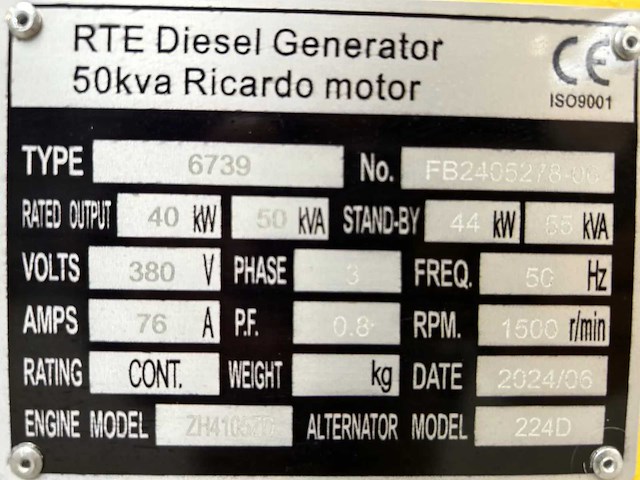 RTE Diesel Generator
50kva Ricardo motor
CE
ISO9001
TYPE 6739 No.
RATED OUTPUT 40 kW 50 kVA STAND-BY 44 kW 55 kVA
VOLTS 380 V PHASE 3 FREQ. 50 Hz
AMPS 76 A P.F. 0.8 RPM. 1500 r/min
RATING CONT. WEIGHT kg DATE 2024/06
ENGINE MODEL ALTERNATOR MODEL 224D